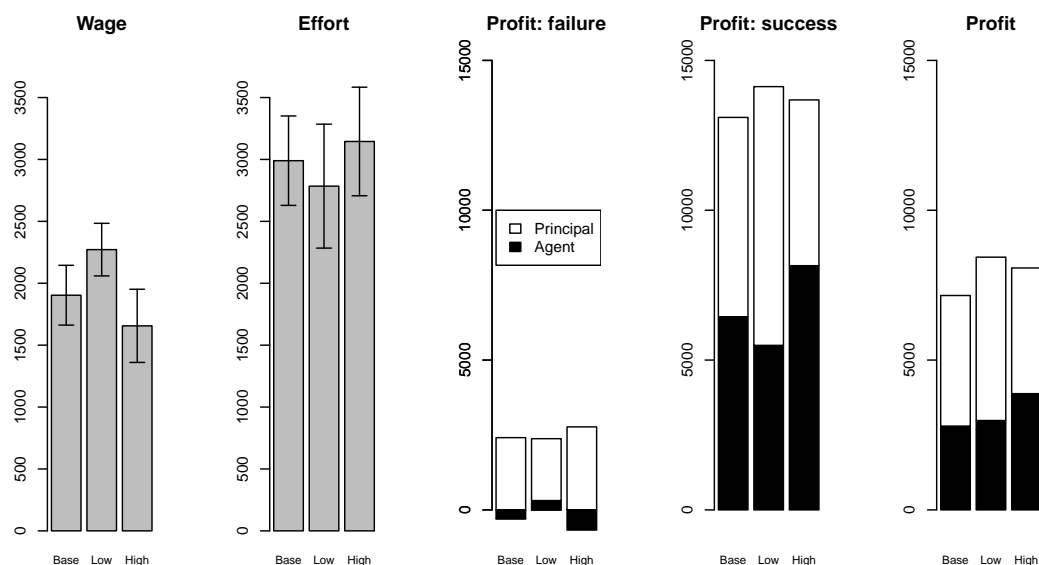 Wage
Effort
Profit: failure
Profit: success
Profit
0 500 1000 1500 2000 2500 3000 3500
Base Low High
0 500 1000 1500 2000 2500 3000 3500
Base Low High
0 5000 10000 15000
Principal
Agent
Base Low High
0 5000 10000 15000
Base Low High
0 5000 10000 15000
Base Low High